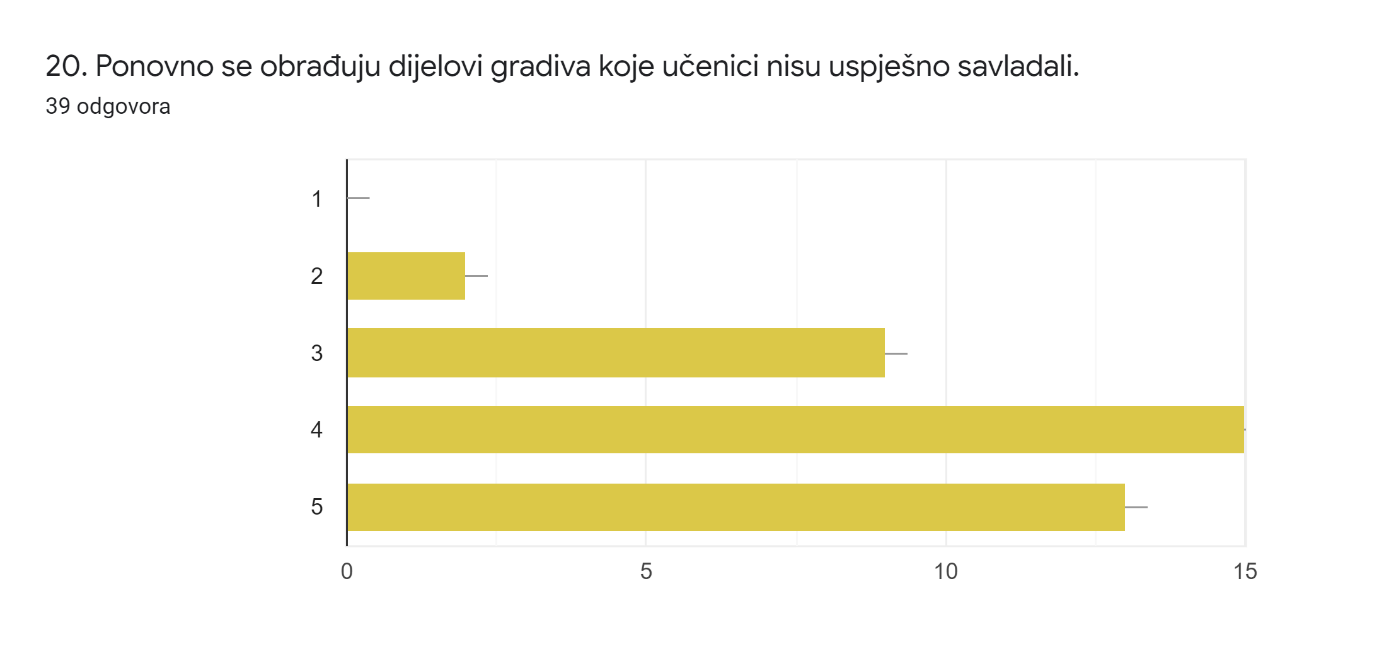 20. Ponovno se obrađuju dijelovi gradiva koje učenici nisu uspješno savladali.
39 odgovora
1
2
3
4
5
0 5 10 15